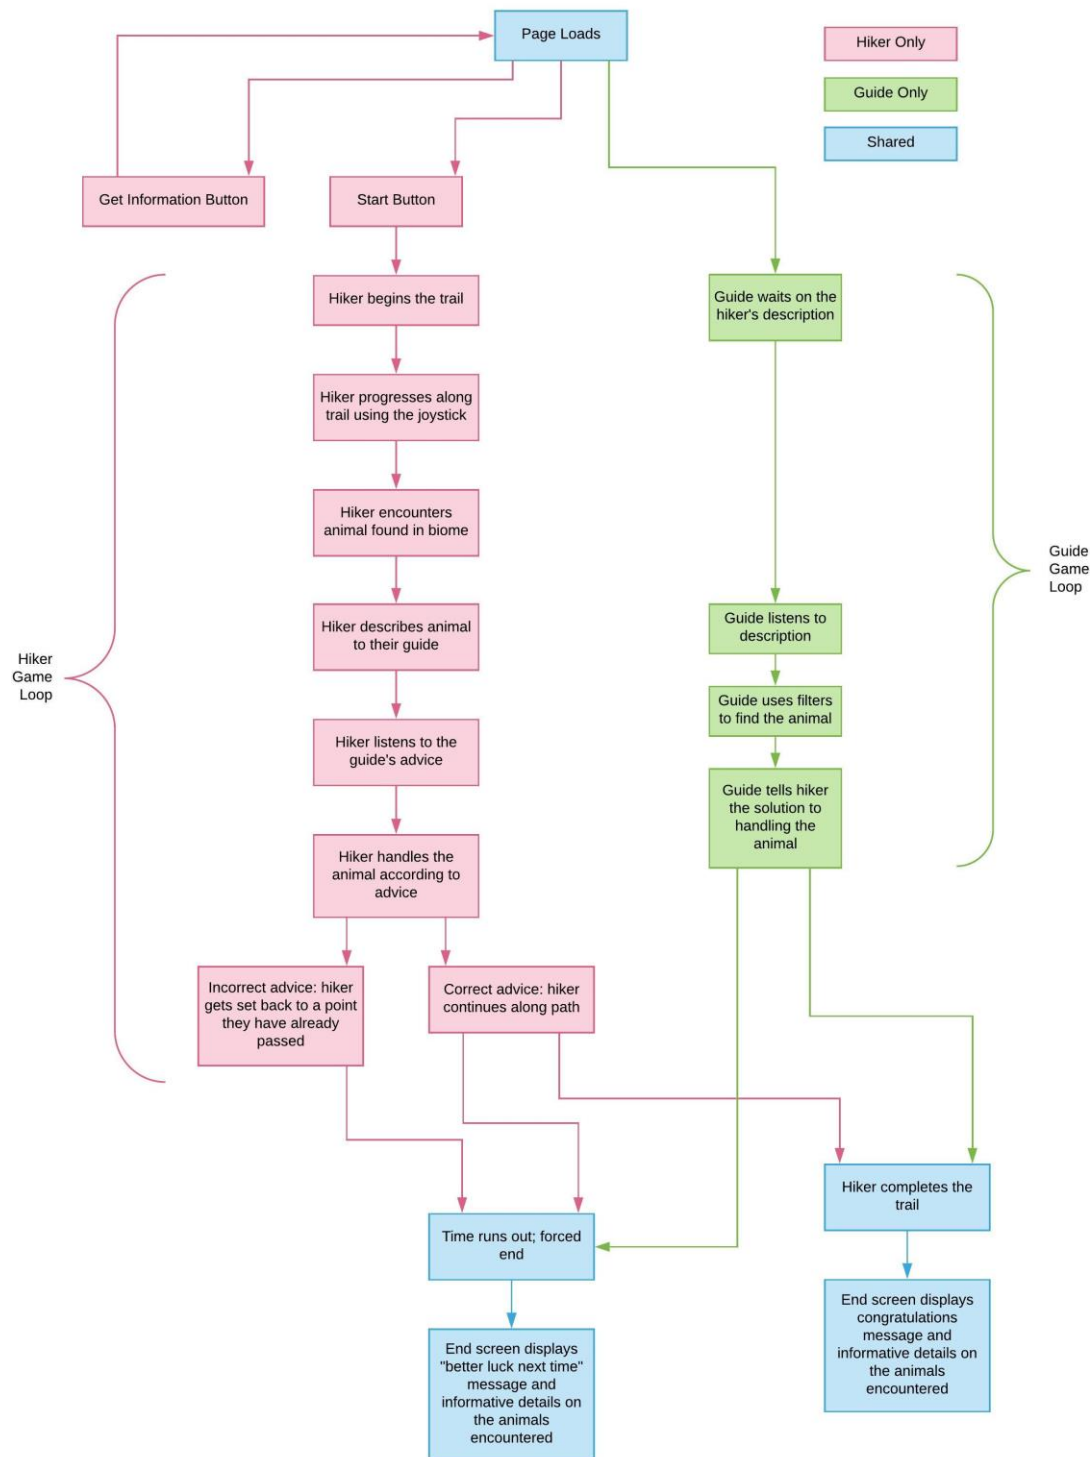 Page Loads
Hiker Only
Guide Only
Shared
Get Information Button
Start Button
Hiker begins the trail
Guide waits on the
hiker's description
Hiker progresses along
trail using the joystick
Hiker encounters
animal found in biome
Guide
Game
Loop
Hiker describes animal
to their guide
Guide listens to
description
Hiker
Game
Loop
Guide uses filters
to find the animal
Hiker listens to the
guide's advice
Guide tells hiker
the solution to
handling the
animal
Hiker handles the
animal according to
advice
Incorrect advice: hiker
gets set back to a point
they have already
passed
Correct advice: hiker
continues along path
Hiker completes the
trail
Time runs out; forced
end
End screen displays
congratulations
message and
informative details on
the animals
encountered
End screen displays
"better luck next time"
message and
informative details on
the animals
encountered